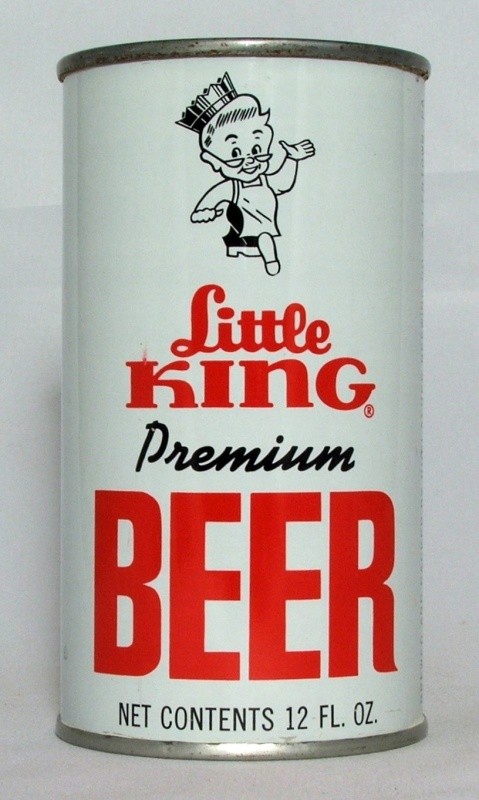 Little
KING®
Premium
BEER
NET CONTENTS 12 FL. OZ.